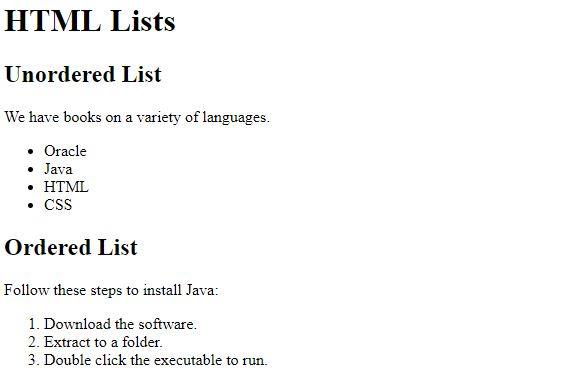 HTML Lists
Unordered List
We have books on a variety of languages.
• Oracle
• Java
• HTML
• CSS
Ordered List
Follow these steps to install Java:
1. Download the software.
2. Extract to a folder.
3. Double click the executable to run.